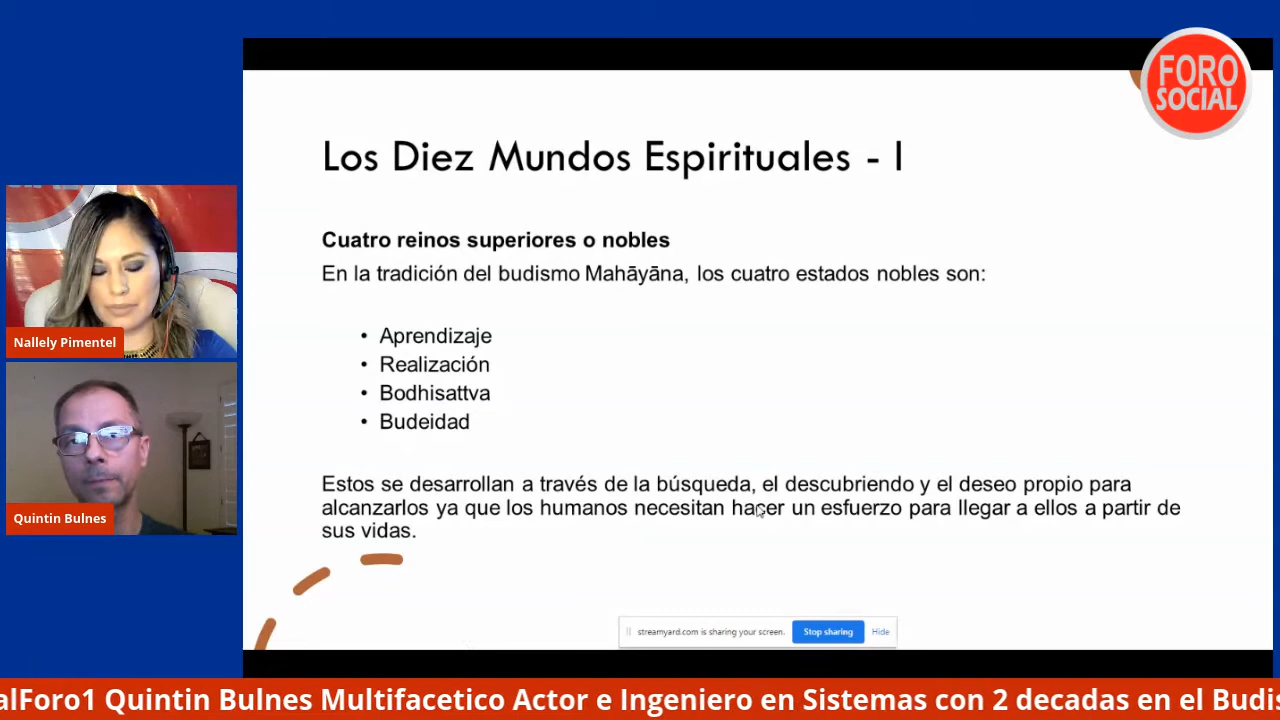 FORO
SOCIAL
Los Diez Mundos Espirituales - I
Cuatro reinos superiores o nobles
En la tradición del budismo Mahāyāna, los cuatro estados nobles son:
• Aprendizaje
• Realización
• Bodhisattva
• Budeidad
Estos se desarrollan a través de la búsqueda, el descubriendo y el deseo propio para
alcanzarlos ya que los humanos necesitan hacer un esfuerzo para llegar a ellos a partir de
sus vidas.
Nallely Pimentel
Quintin Bulnes
streamyard.com is sharing your screen. Stop sharing Hide
alForo1 Quintin Bulnes Multifacetico Actor e Ingeniero en Sistemas con 2 decadas en el Budis